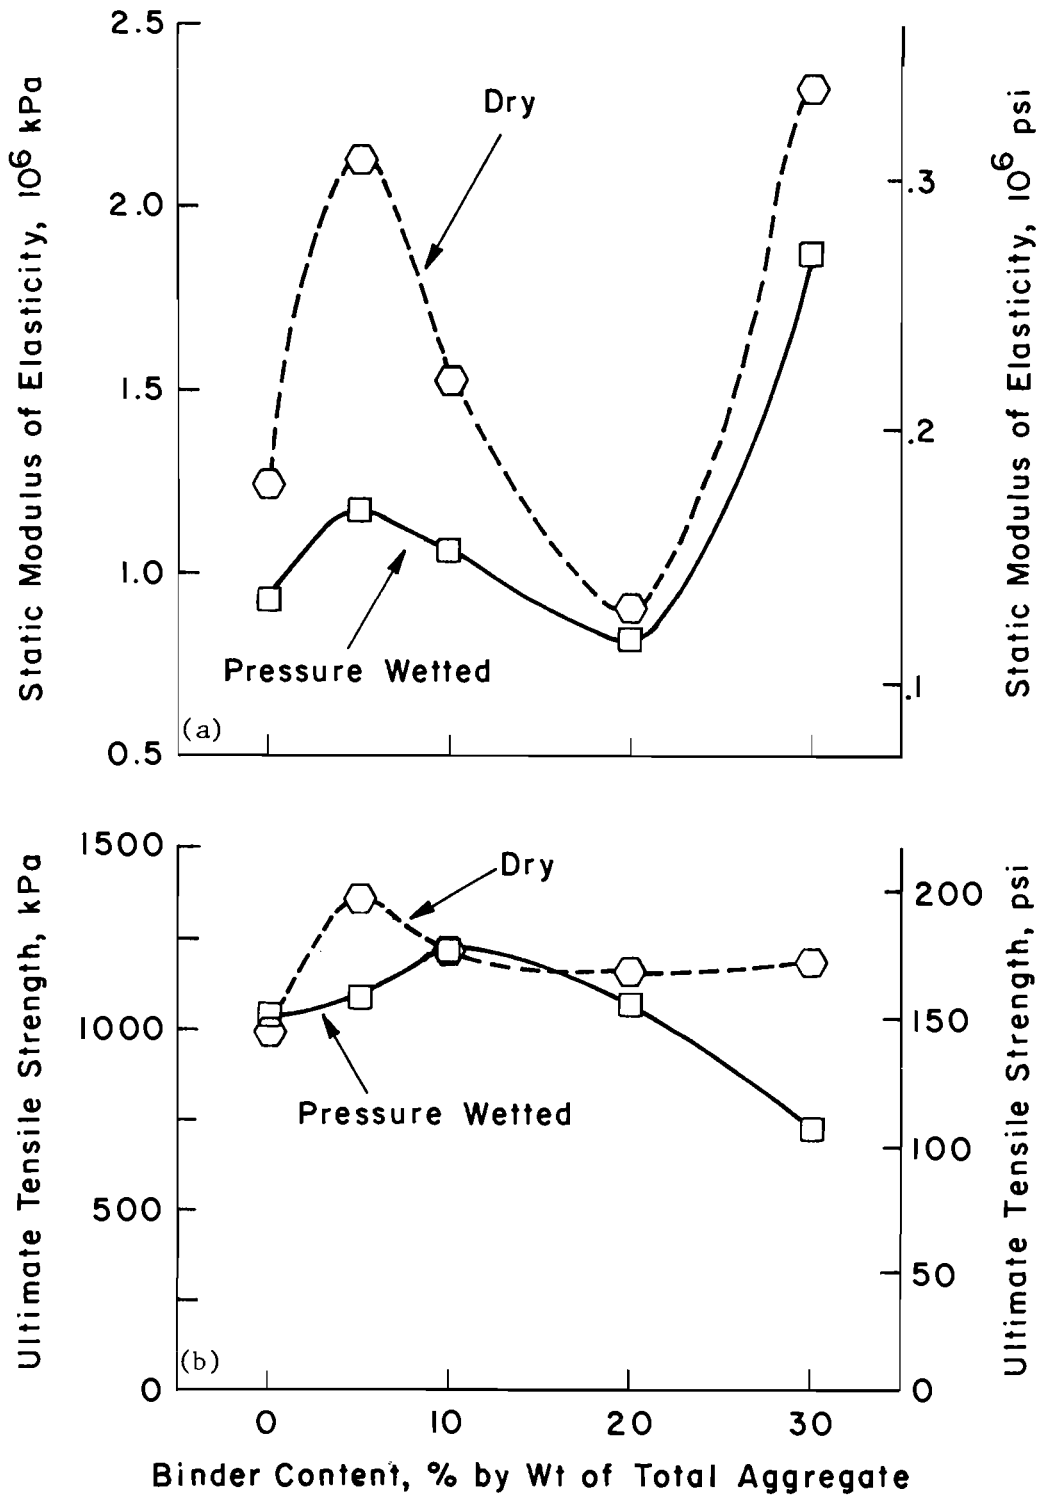 Static Modulus of Elasticity, 10⁶ kPa
2.5
2.0
1.5
1.0
0.5
Dry
Pressure Wetted
(a)
.3
.2
.1
Static Modulus of Elasticity, 10⁶ psi
Ultimate Tensile Strength, kPa
1500
1000
500
0
Dry
Pressure Wetted
(b)
200
150
100
50
0
Ultimate Tensile Strength, psi
0 10 20 30
Binder Content, % by Wt of Total Aggregate